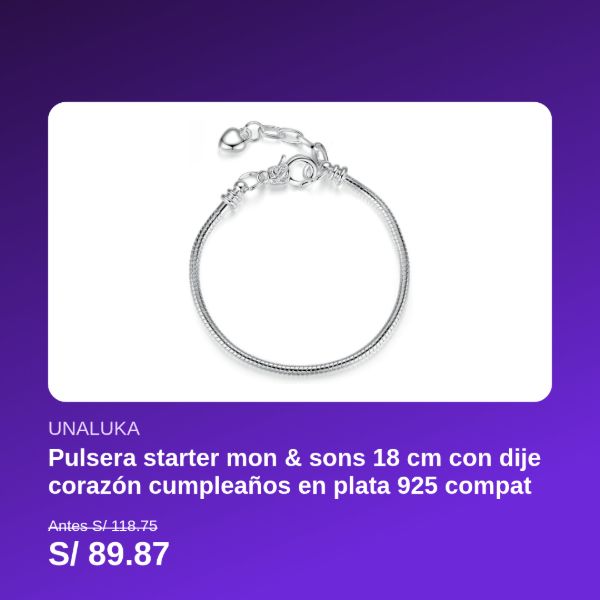 UNALUKA
Pulsera starter mon & sons 18 cm con dije
corazón cumpleaños en plata 925 compat
Antes S/ 118.75
S/ 89.87